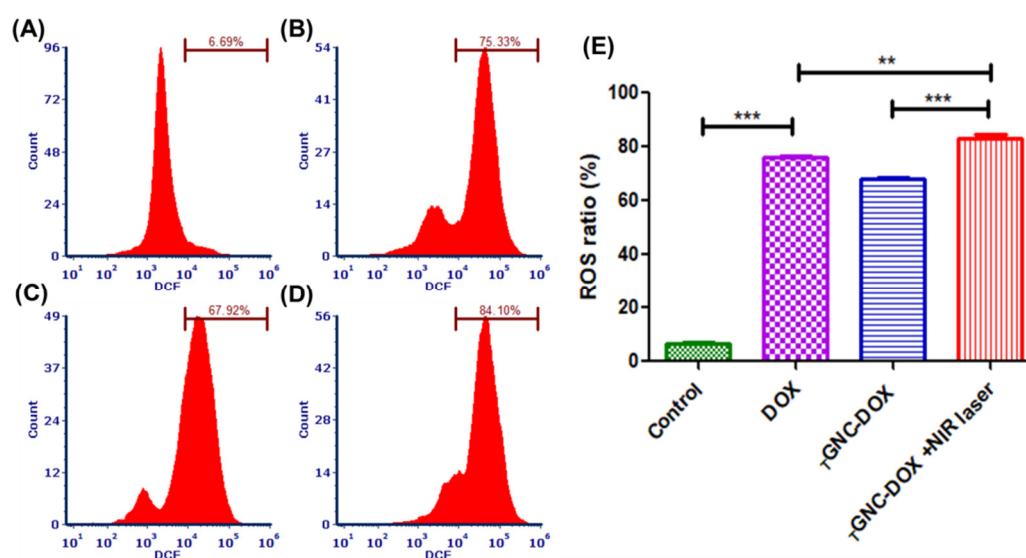 (A)
6.69%
96
72
48
24
0
Count
10¹ 10² 10³ 10⁴ 10⁵ 10⁶
DCF
(B)
75.33%
54
41
27
14
0
Count
10¹ 10² 10³ 10⁴ 10⁵ 10⁶
DCF
(C)
67.92%
49
37
24
12
0
Count
10¹ 10² 10³ 10⁴ 10⁵ 10⁶
DCF
(D)
84.10%
56
42
28
14
0
Count
10¹ 10² 10³ 10⁴ 10⁵ 10⁶
DCF
(E)
**
***
***
100
80
60
40
20
0
ROS ratio (%)
Control
DOX
γGNC-DOX
γGNC-DOX +NIR laser